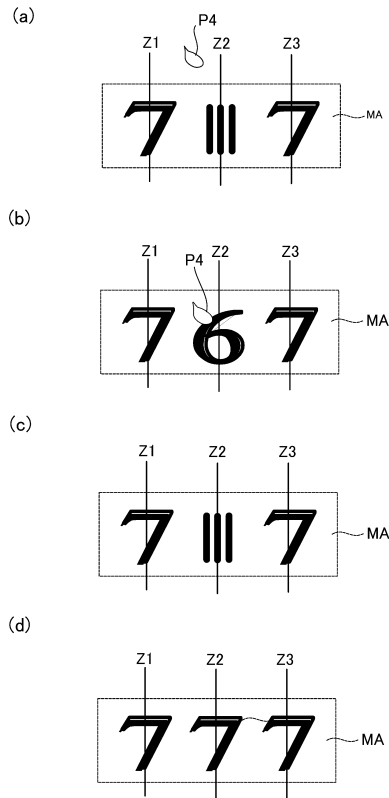 (a)
P4
Z1 Z2 Z3
7 7 MA
(b)
Z1 P4 Z2 Z3
7 6 7 MA
(c)
Z1 Z2 Z3
7 7 MA
(d)
Z1 Z2 Z3
7 7 7 MA